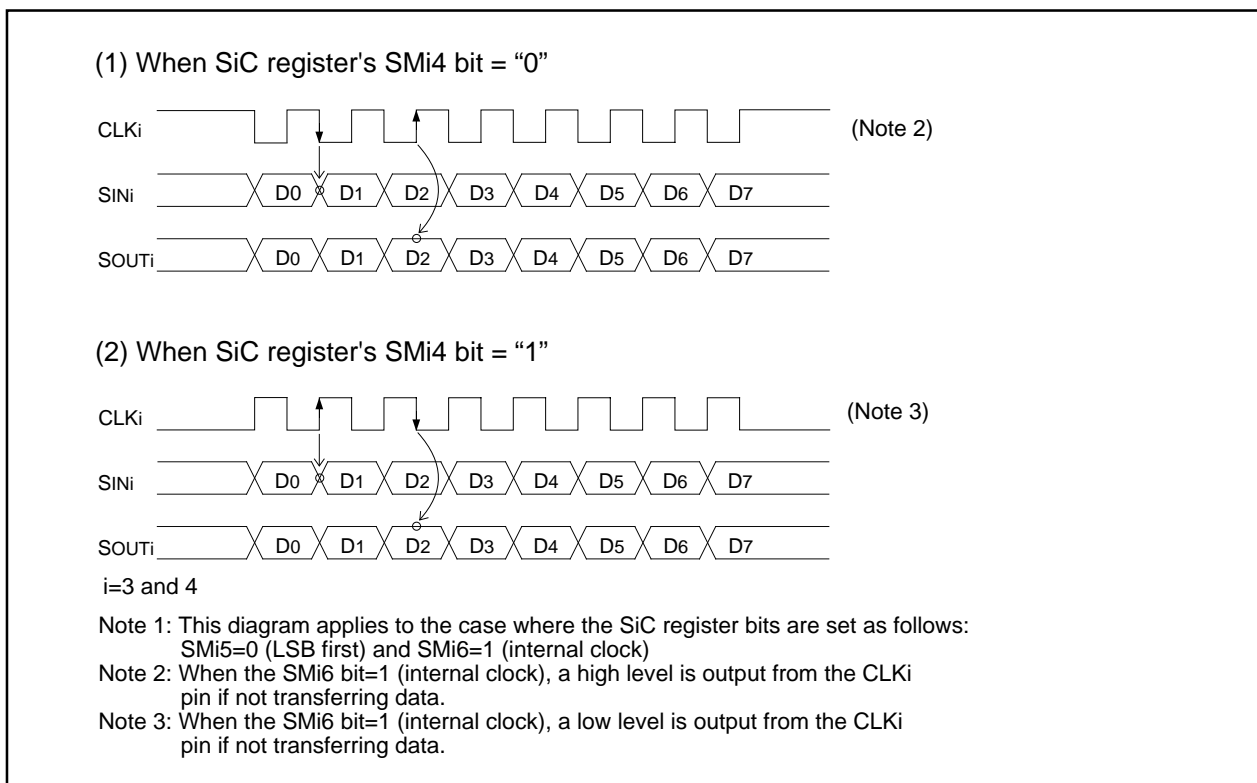 (1) When SiC register's SMi4 bit = “0”
CLKi
(Note 2)
SINi D0 D1 D2 D3 D4 D5 D6 D7
SOUTi D0 D1 D2 D3 D4 D5 D6 D7
(2) When SiC register's SMi4 bit = “1”
CLKi
(Note 3)
SINi D0 D1 D2 D3 D4 D5 D6 D7
SOUTi D0 D1 D2 D3 D4 D5 D6 D7
i=3 and 4
Note 1: This diagram applies to the case where the SiC register bits are set as follows:
SMi5=0 (LSB first) and SMi6=1 (internal clock)
Note 2: When the SMi6 bit=1 (internal clock), a high level is output from the CLKi
pin if not transferring data.
Note 3: When the SMi6 bit=1 (internal clock), a low level is output from the CLKi
pin if not transferring data.